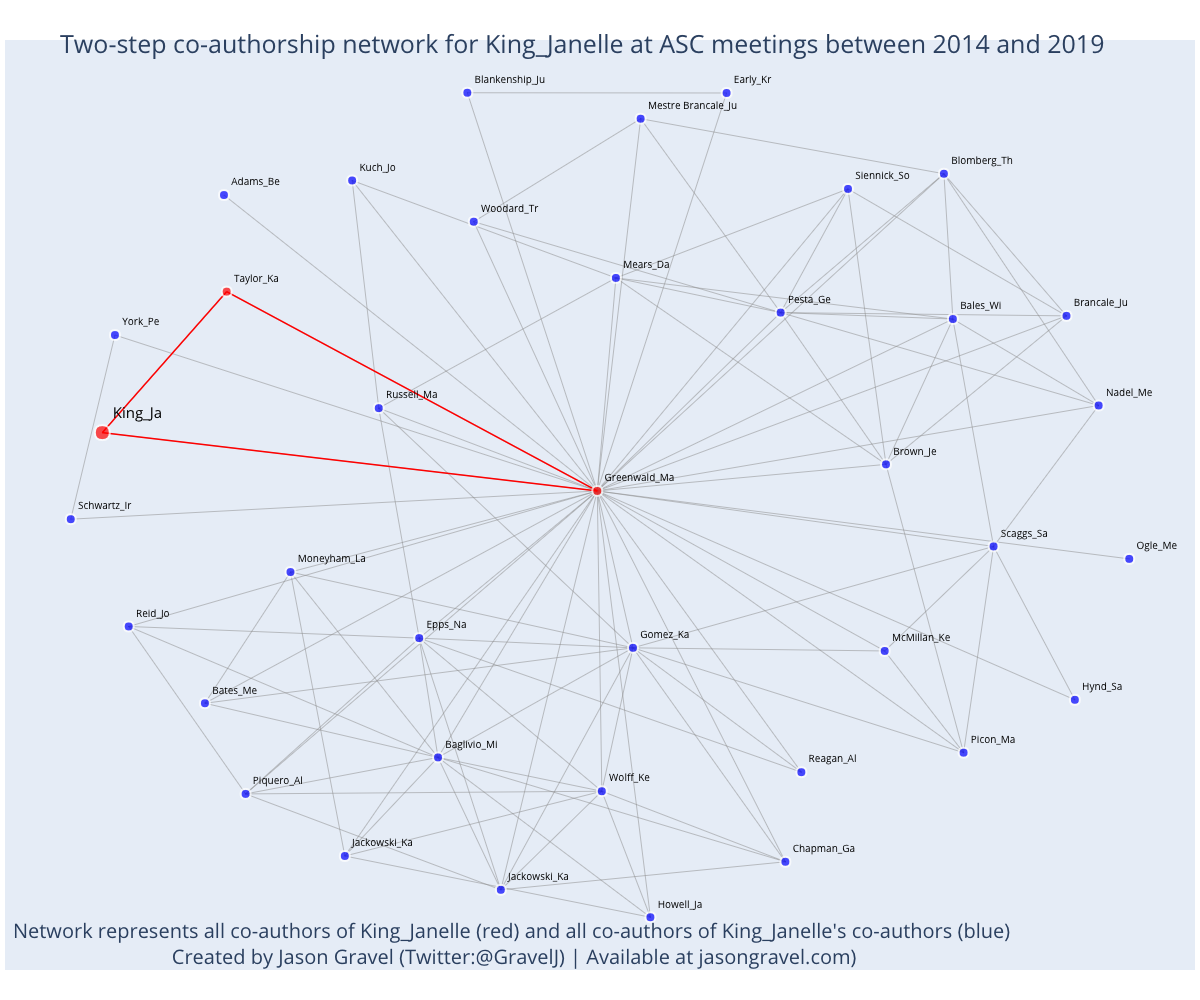 Two-step co-authorship network for King_Janelle at ASC meetings between 2014 and 2019
Blankenship_Ju
Early_Kr
Mestre Brancale_Ju
Blomberg_Th
Kuch_Jo
Siennick_So
Adams_Be
Woodard_Tr
Mears_Da
Taylor_Ka
Pesta_Ge
Bales_Wi
Brancale_Ju
York_Pe
Russell_Ma
Nadel_Me
King_Ja
Brown_Je
Greenwald_Ma
Schwartz_Ir
Scaggs_Sa
Ogle_Me
Moneyham_La
Reid_Jo
Epps_Na
Gomez_Ka
McMillan_Ke
Bates_Me
Hynd_Sa
Baglivio_Mi
Picon_Ma
Reagan_Al
Piquero_Al
Wolff_Ke
Jackowski_Ka
Chapman_Ga
Jackowski_Ka
Howell_Ja
Network represents all co-authors of King_Janelle (red) and all co-authors of King_Janelle's co-authors (blue)
Created by Jason Gravel (Twitter:@GravelJ) | Available at jasongravel.com)